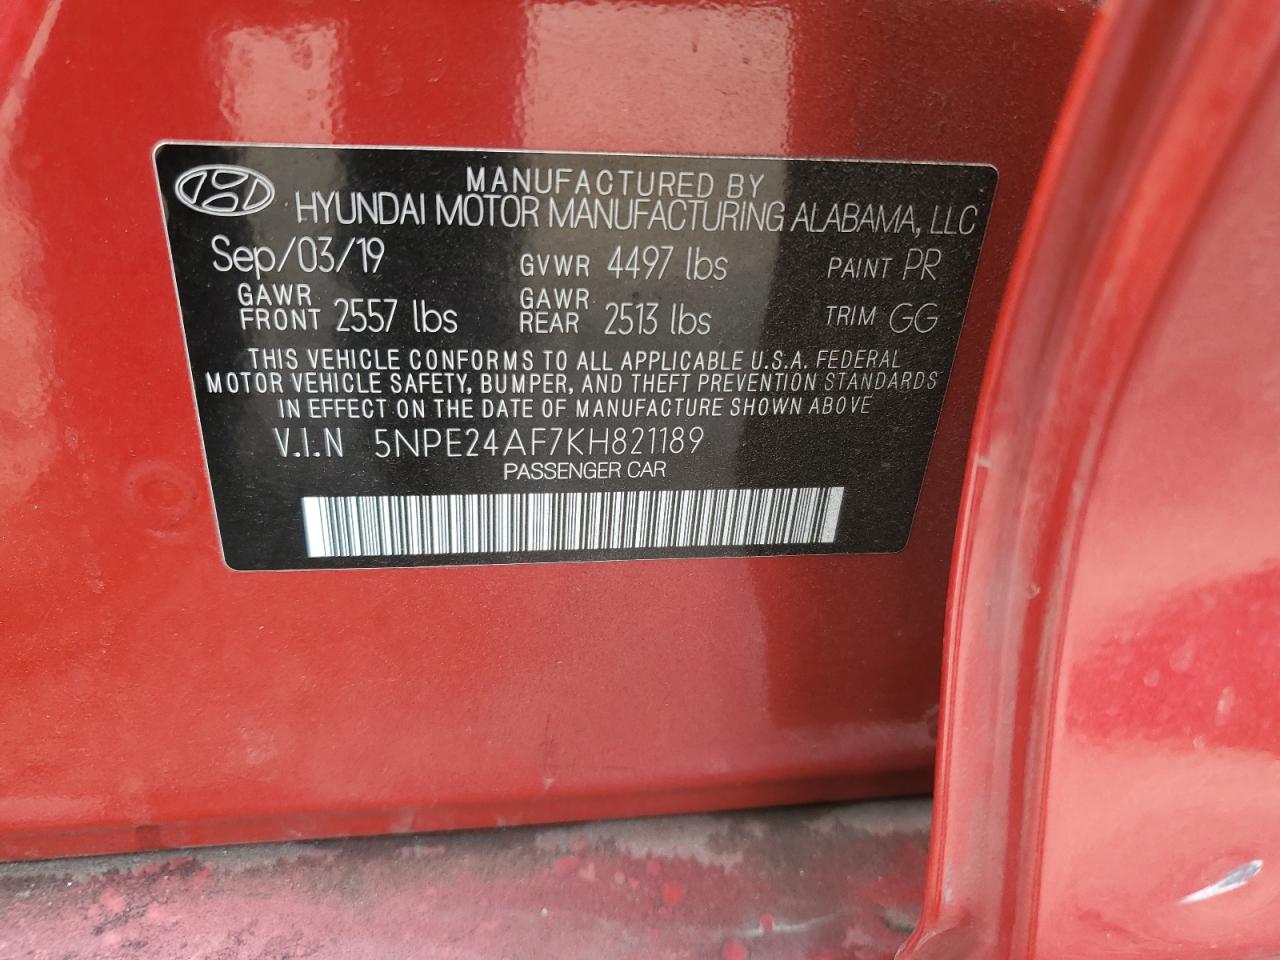 MANUFACTURED BY
HYUNDAI MOTOR MANUFACTURING ALABAMA, LLC
Sep/03/19 GVWR 4497 lbs PAINT PR
GAWR FRONT 2557 lbs GAWR REAR 2513 lbs TRIM GG
THIS VEHICLE CONFORMS TO ALL APPLICABLE U.S.A. FEDERAL
MOTOR VEHICLE SAFETY, BUMPER, AND THEFT PREVENTION STANDARDS
IN EFFECT ON THE DATE OF MANUFACTURE SHOWN ABOVE
V.I.N 5NPE24AF7KH821189
PASSENGER CAR